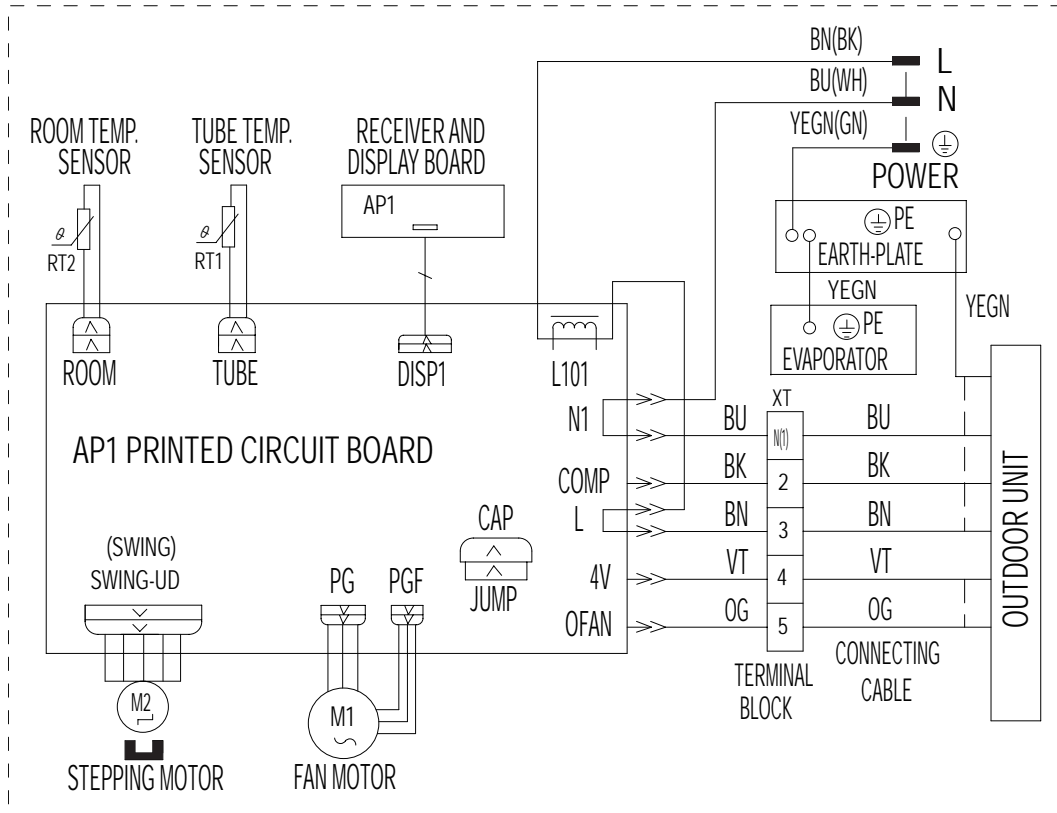 BN(BK)
L
BU(WH)
N
YEGN(GN)
POWER
ROOM TEMP.
SENSOR
TUBE TEMP.
SENSOR
RECEIVER AND
DISPLAY BOARD
AP1
θ
RT2
θ
RT1
PE
EARTH-PLATE
YEGN
YEGN
PE
EVAPORATOR
ROOM
TUBE
DISP1
L101
XT
N1
BU
N(1)
BU
AP1 PRINTED CIRCUIT BOARD
COMP
BK
2
BK
L
BN
3
BN
CAP
JUMP
(SWING)
SWING-UD
PG
PGF
4V
VT
4
VT
OFAN
OG
5
OG
OUTDOOR UNIT
TERMINAL
BLOCK
CONNECTING
CABLE
M2
STEPPING MOTOR
M1
FAN MOTOR